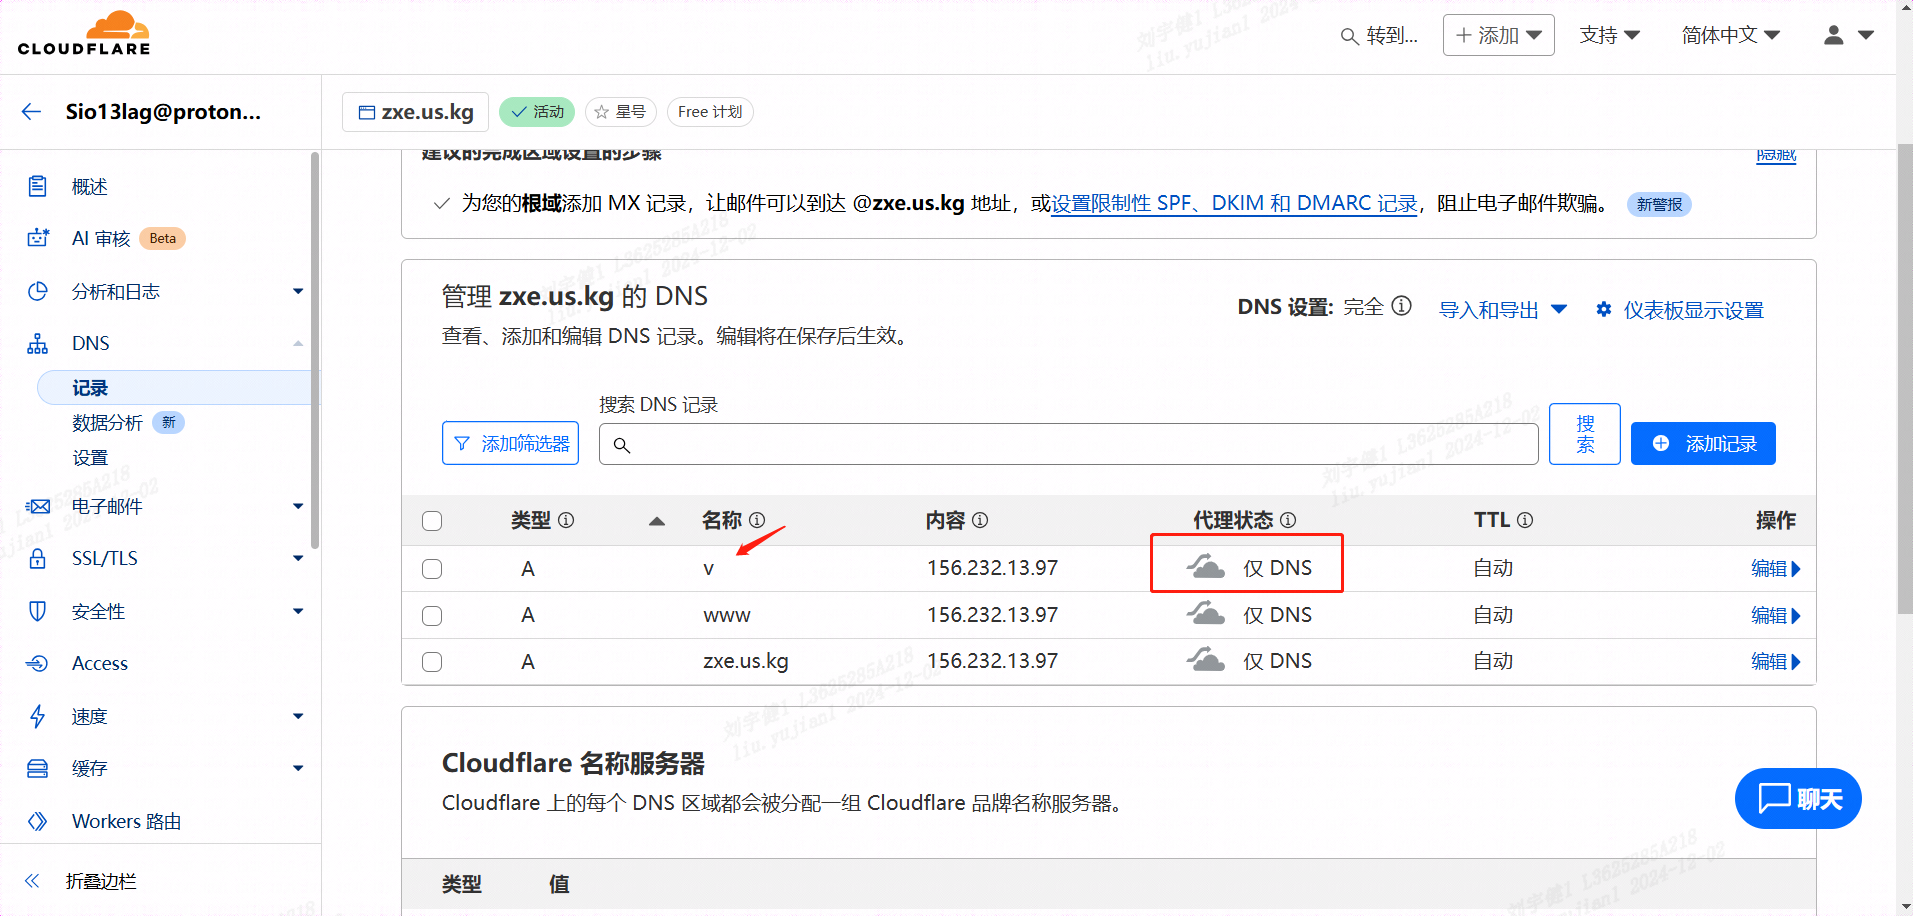 CLOUDFLARE
转到...
添加
支持
简体中文
Sio13lag@proton...
zxe.us.kg
活动
星号
Free 计划
建议的完成区域设置的步骤
隐藏
为您的根域添加 MX 记录，让邮件可以到达 @zxe.us.kg 地址，或设置限制性 SPF、DKIM 和 DMARC 记录，阻止电子邮件欺骗。
新警报
概述
AI 审核
Beta
分析和日志
DNS
记录
数据分析
新
设置
电子邮件
SSL/TLS
安全性
Access
速度
缓存
Workers 路由
折叠边栏
管理 zxe.us.kg 的 DNS
查看、添加和编辑 DNS 记录。编辑将在保存后生效。
DNS 设置: 完全
导入和导出
仪表板显示设置
搜索 DNS 记录
添加筛选器
搜
索
添加记录
类型 名称 内容 代理状态 TTL 操作
A v 156.232.13.97 仅 DNS 自动 编辑
A www 156.232.13.97 仅 DNS 自动 编辑
A zxe.us.kg 156.232.13.97 仅 DNS 自动 编辑
Cloudflare 名称服务器
Cloudflare 上的每个 DNS 区域都会被分配一组 Cloudflare 品牌名称服务器。
类型 值
聊天
刘宇健1 L3625285A218
liu.yujian1 2024-12-02